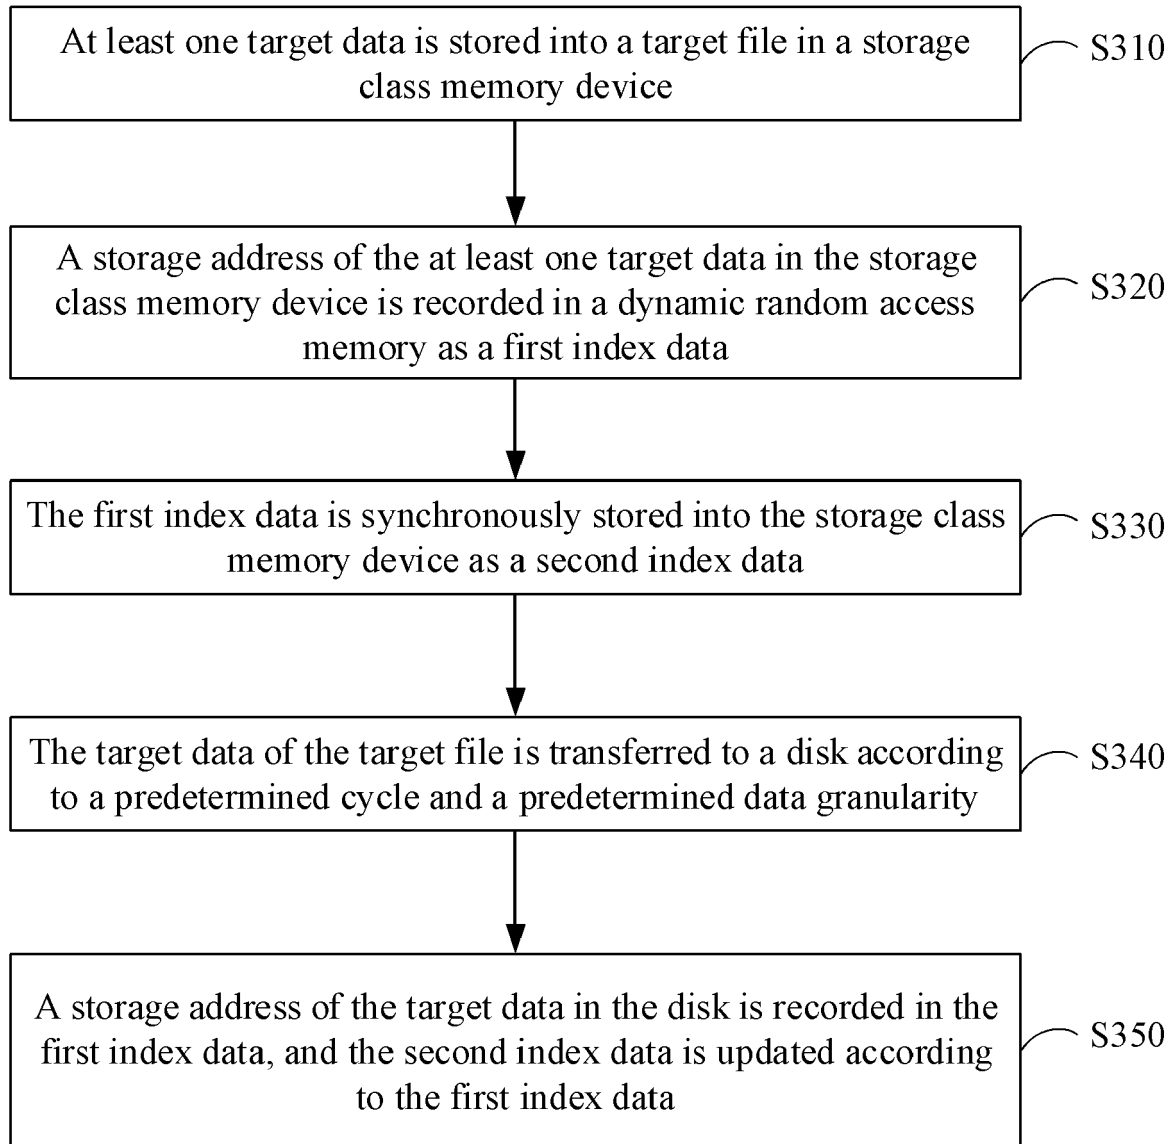 At least one target data is stored into a target file in a storage
class memory device
S310
A storage address of the at least one target data in the storage
class memory device is recorded in a dynamic random access
memory as a first index data
S320
The first index data is synchronously stored into the storage class
memory device as a second index data
S330
The target data of the target file is transferred to a disk according
to a predetermined cycle and a predetermined data granularity
S340
A storage address of the target data in the disk is recorded in the
first index data, and the second index data is updated according
to the first index data
S350